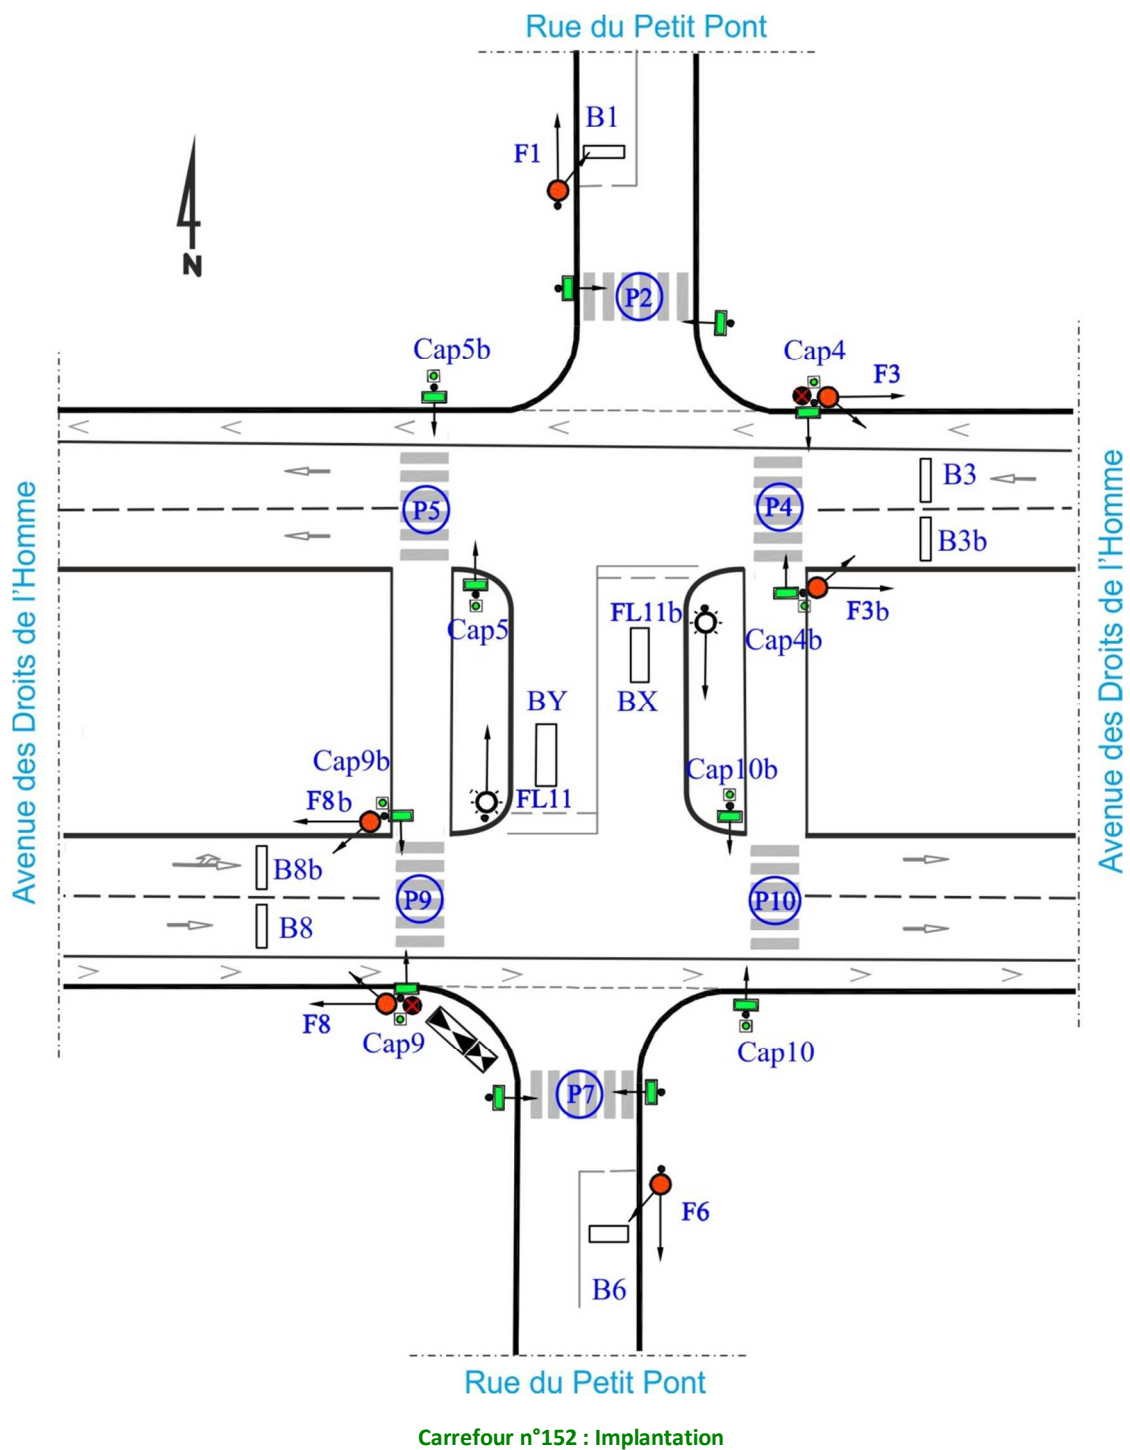 Rue du Petit Pont
B1
F1
N
P2
Cap5b
Cap4
F3
Avenue des Droits de l'Homme
Avenue des Droits de l'Homme
P5
P4
B3
B3b
Cap5
FL11b
F3b
Cap4b
BY
BX
Cap9b
Cap10b
F8b
FL11
B8b
P9
P10
B8
F8
Cap9
Cap10
P7
F6
B6
Rue du Petit Pont
Carrefour n°152 : Implantation